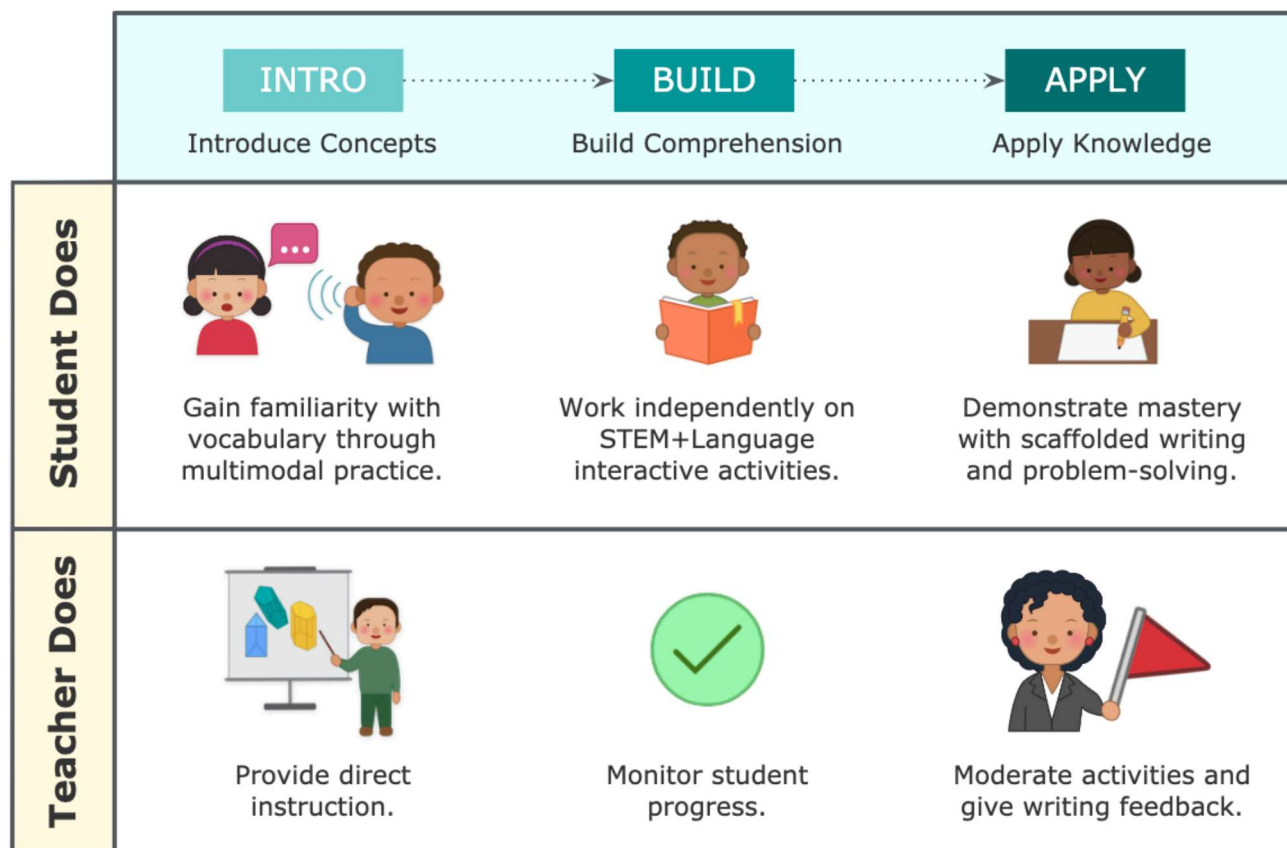 INTRO
BUILD
APPLY
Introduce Concepts
Build Comprehension
Apply Knowledge
Student Does
Gain familiarity with
vocabulary through
multimodal practice.
Work independently on
STEM+Language
interactive activities.
Demonstrate mastery
with scaffolded writing
and problem-solving.
Teacher Does
Provide direct
instruction.
Monitor student
progress.
Moderate activities and
give writing feedback.